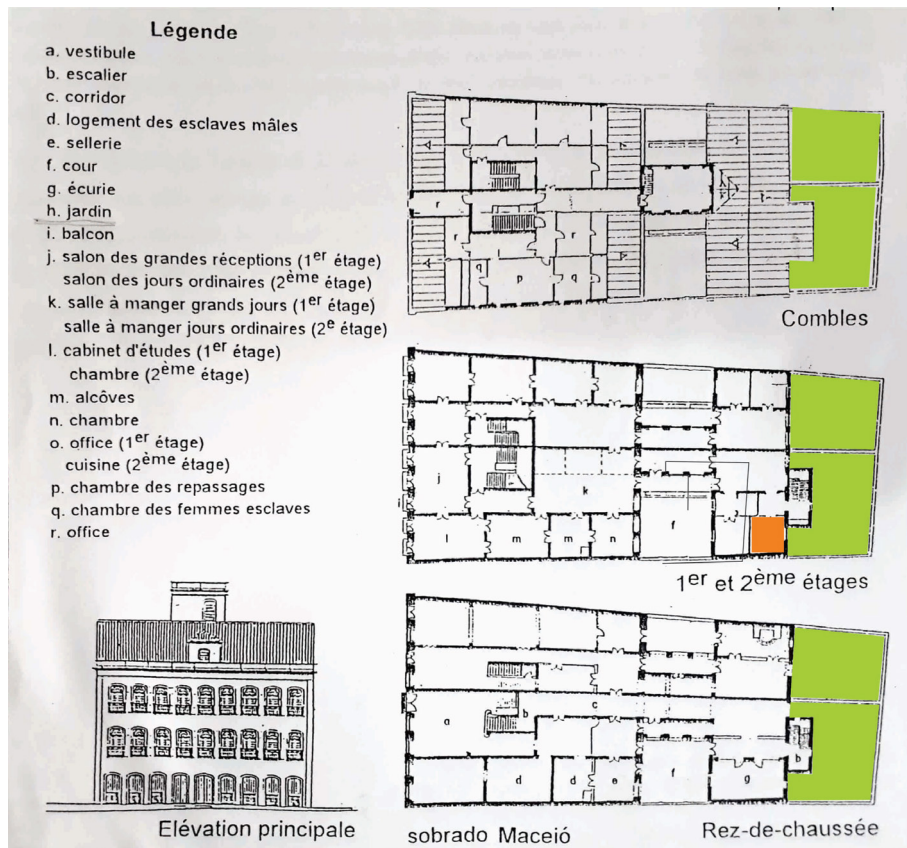 Légende
a. vestibule
b. escalier
c. corridor
d. logement des esclaves mâles
e. sellerie
f. cour
g. écurie
h. jardin
i. balcon
j. salon des grandes réceptions (1er étage)
salon des jours ordinaires (2ème étage)
k. salle à manger grands jours (1er étage)
salle à manger jours ordinaires (2e étage)
l. cabinet d'études (1er étage)
chambre (2ème étage)
m. alcôves
n. chambre
o. office (1er étage)
cuisine (2ème étage)
p. chambre des repassages
q. chambre des femmes esclaves
r. office
r
r
r
q
p
q
Combles
j
k
i
l
m
m
n
f
1er et 2ème étages
a
b
c
d
d
e
f
g
b
Elévation principale
sobrado Maceió
Rez-de-chaussée